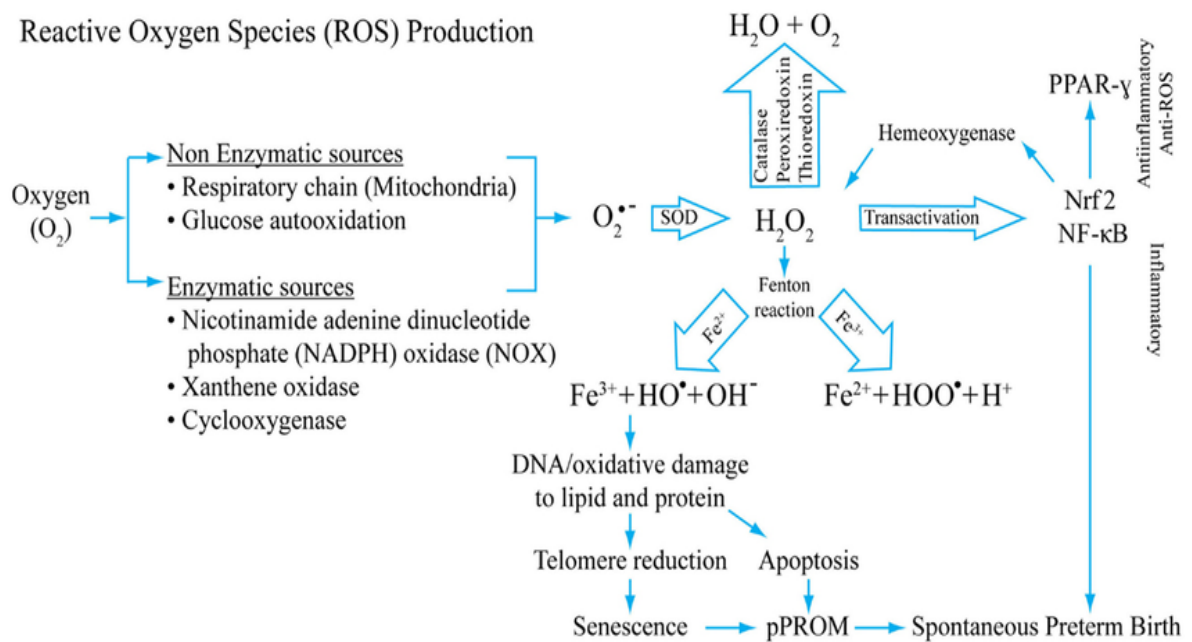 Reactive Oxygen Species (ROS) Production
H₂O + O₂
Catalase
Peroxiredoxin
Thioredoxin
PPAR-ɣ
Antiinflammatory
Anti-ROS
Hemeoxygenase
Non Enzymatic sources
• Respiratory chain (Mitochondria)
• Glucose autooxidation
Oxygen
(O₂)
O₂•⁻
SOD
H₂O₂
Transactivation
Nrf2
NF-κB
Inflammatory
Enzymatic sources
• Nicotinamide adenine dinucleotide
phosphate (NADPH) oxidase (NOX)
• Xanthene oxidase
• Cyclooxygenase
Fenton
reaction
Fe²⁺
Fe³⁺
Fe³⁺+HO•+OH⁻
Fe²⁺+HOO•+H⁺
DNA/oxidative damage
to lipid and protein
Telomere reduction
Apoptosis
Senescence
pPROM
Spontaneous Preterm Birth